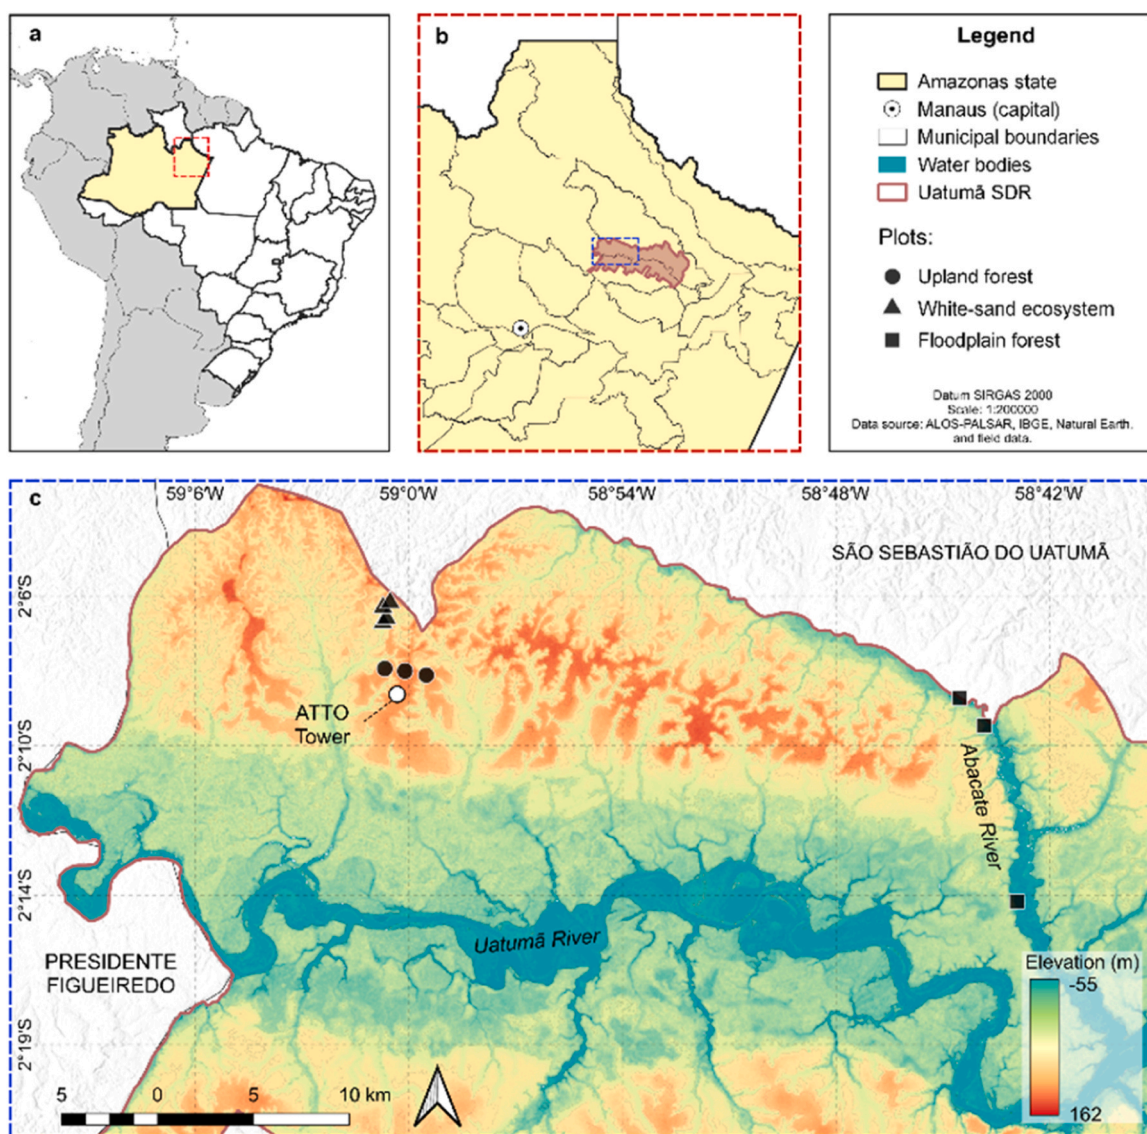 a
b
Legend
Amazonas state
Manaus (capital)
Municipal boundaries
Water bodies
Uatumã SDR
Plots:
Upland forest
White-sand ecosystem
Floodplain forest
Datum SIRGAS 2000
Scale: 1:200000
Data source: ALOS-PALSAR, IBGE, Natural Earth.
and field data.
c
59°6'W
59°0'W
58°54'W
58°48'W
58°42'W
SÃO SEBASTIÃO DO UATUMÃ
2°6'S
ATTO
Tower
2°10'S
Abacate River
2°14'S
Uatumã River
PRESIDENTE
FIGUEIREDO
Elevation (m)
-55
162
2°19'S
5 0 5 10 km